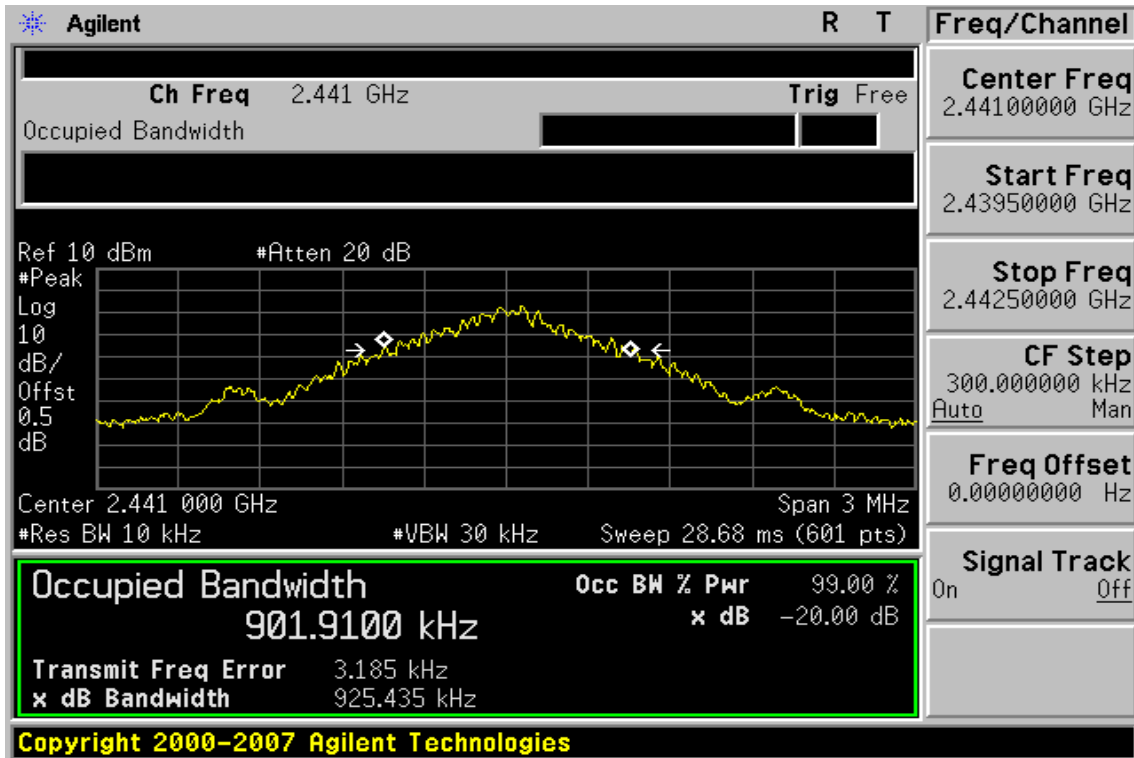 Agilent R T
Ch Freq 2.441 GHz Trig Free
Occupied Bandwidth
Ref 10 dBm #Atten 20 dB
#Peak
Log
10
dB/
Offst
0.5
dB
Center 2.441 000 GHz Span 3 MHz
#Res BW 10 kHz #VBW 30 kHz Sweep 28.68 ms (601 pts)
Occupied Bandwidth Occ BW % Pwr 99.00 %
901.9100 kHz x dB -20.00 dB
Transmit Freq Error 3.185 kHz
x dB Bandwidth 925.435 kHz
Copyright 2000-2007 Agilent Technologies
Freq/Channel
Center Freq
2.44100000 GHz
Start Freq
2.43950000 GHz
Stop Freq
2.44250000 GHz
CF Step
300.000000 kHz
Auto Man
Freq Offset
0.00000000 Hz
Signal Track
On Off